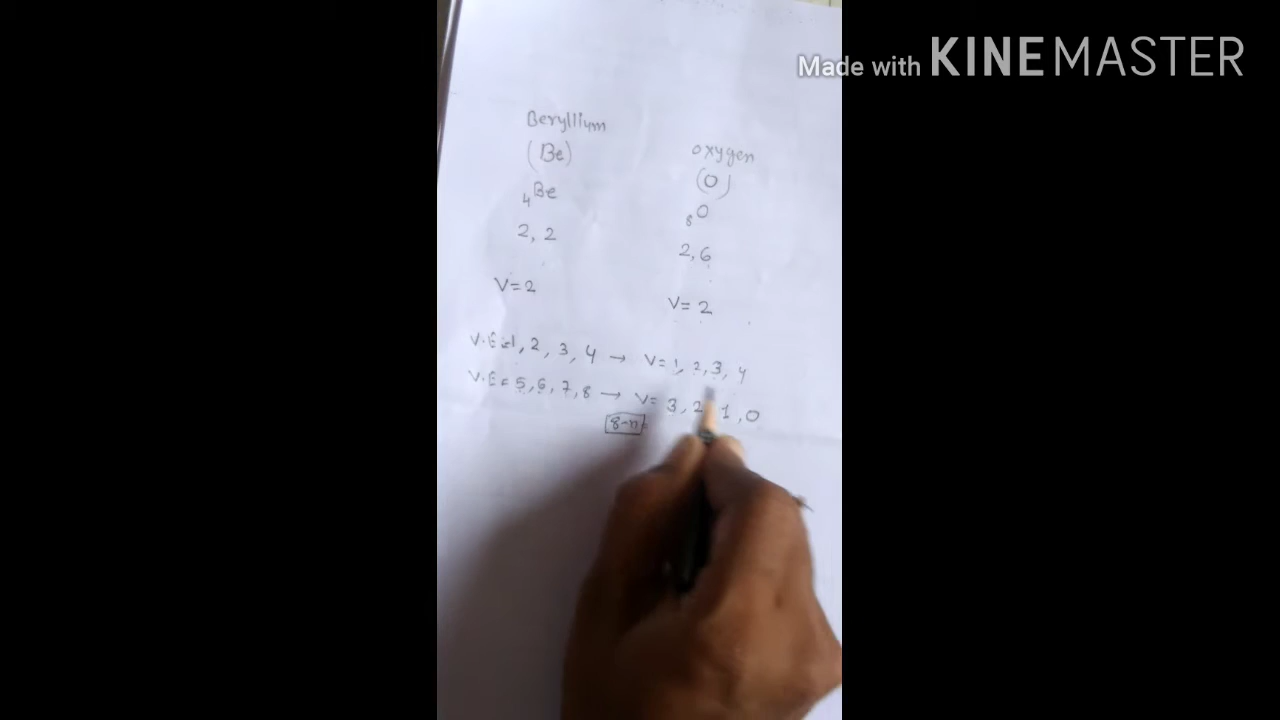 Made with KINEMASTER
Beryllium
(Be)
4Be
2, 2
V=2
oxygen
(O)
8O
2,6
V= 2
V.E=1, 2, 3, 4 → V= 1, 2, 3, 4
V.E= 5, 6, 7, 8 → V= 3, 2, 1, 0
8-n